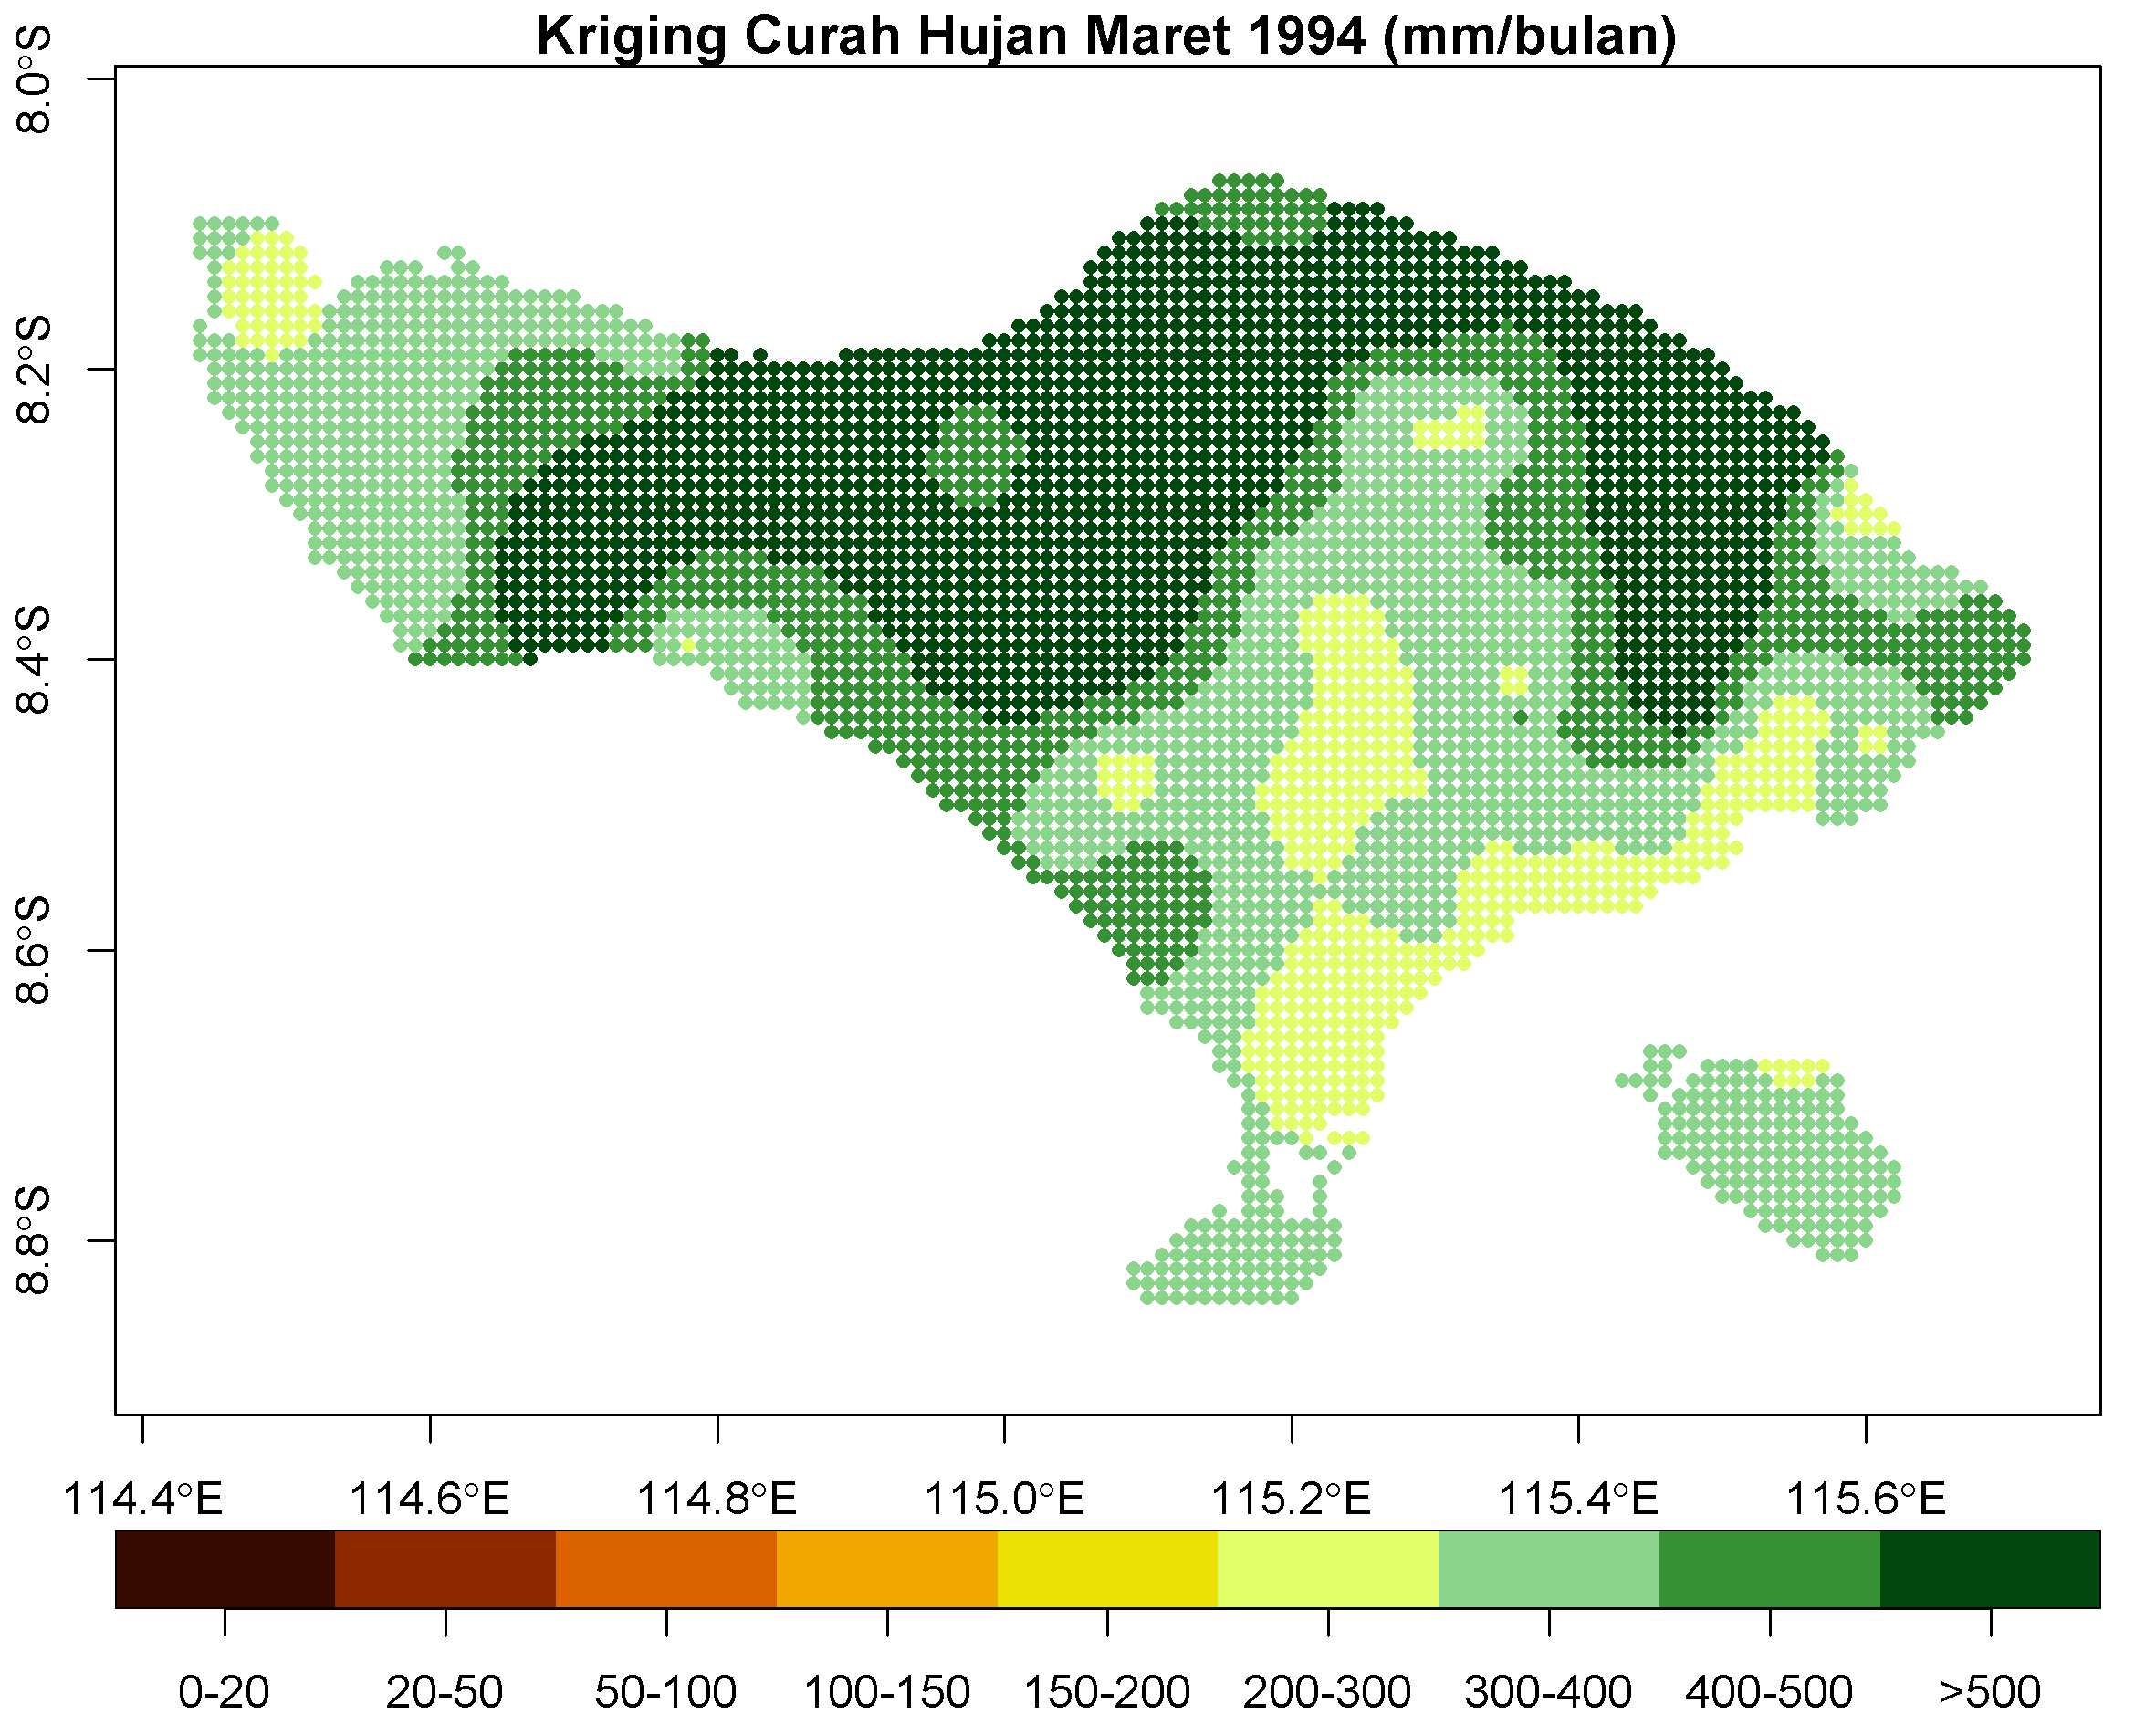 Kriging Curah Hujan Maret 1994 (mm/bulan)
8.0°S
8.2°S
8.4°S
8.6°S
8.8°S
114.4°E 114.6°E 114.8°E 115.0°E 115.2°E 115.4°E 115.6°E
0-20 20-50 50-100 100-150 150-200 200-300 300-400 400-500 >500